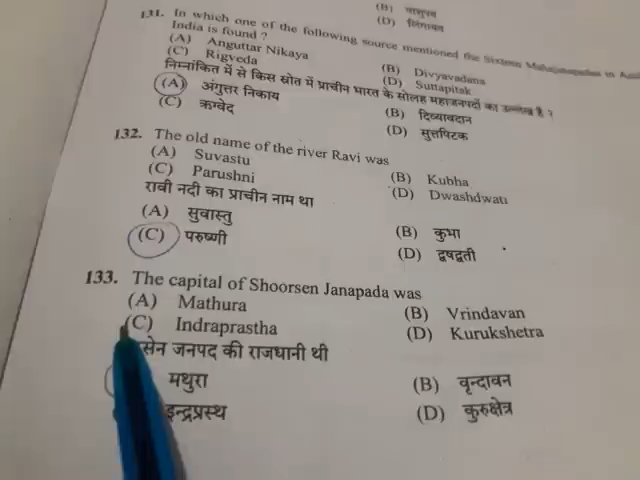 (B) पाशुपत
(D) लिंगायत
131. In which one of the following source mentioned the Sixteen Mahajanapadas in
India is found ?
(A) Anguttar Nikaya
(B) Divyavadana
(C) Rigveda
(D) Suttapitak
निम्नांकित में से किस स्रोत में प्राचीन भारत के सोलह महाजनपदों का उल्लेख है ?
(A) अंगुत्तर निकाय
(B) दिव्यावदान
(C) ऋग्वेद
(D) सुत्तपिटक
132. The old name of the river Ravi was
(A) Suvastu
(B) Kubha
(C) Parushni
(D) Dwashdwati
रावी नदी का प्राचीन नाम था
(A) सुवास्तु
(B) कुभा
(C) परुष्णी
(D) द्वषद्वती
133. The capital of Shoorsen Janapada was
(A) Mathura
(B) Vrindavan
(C) Indraprastha
(D) Kurukshetra
सेन जनपद की राजधानी थी
मथुरा
(B) वृन्दावन
इन्द्रप्रस्थ
(D) कुरुक्षेत्र